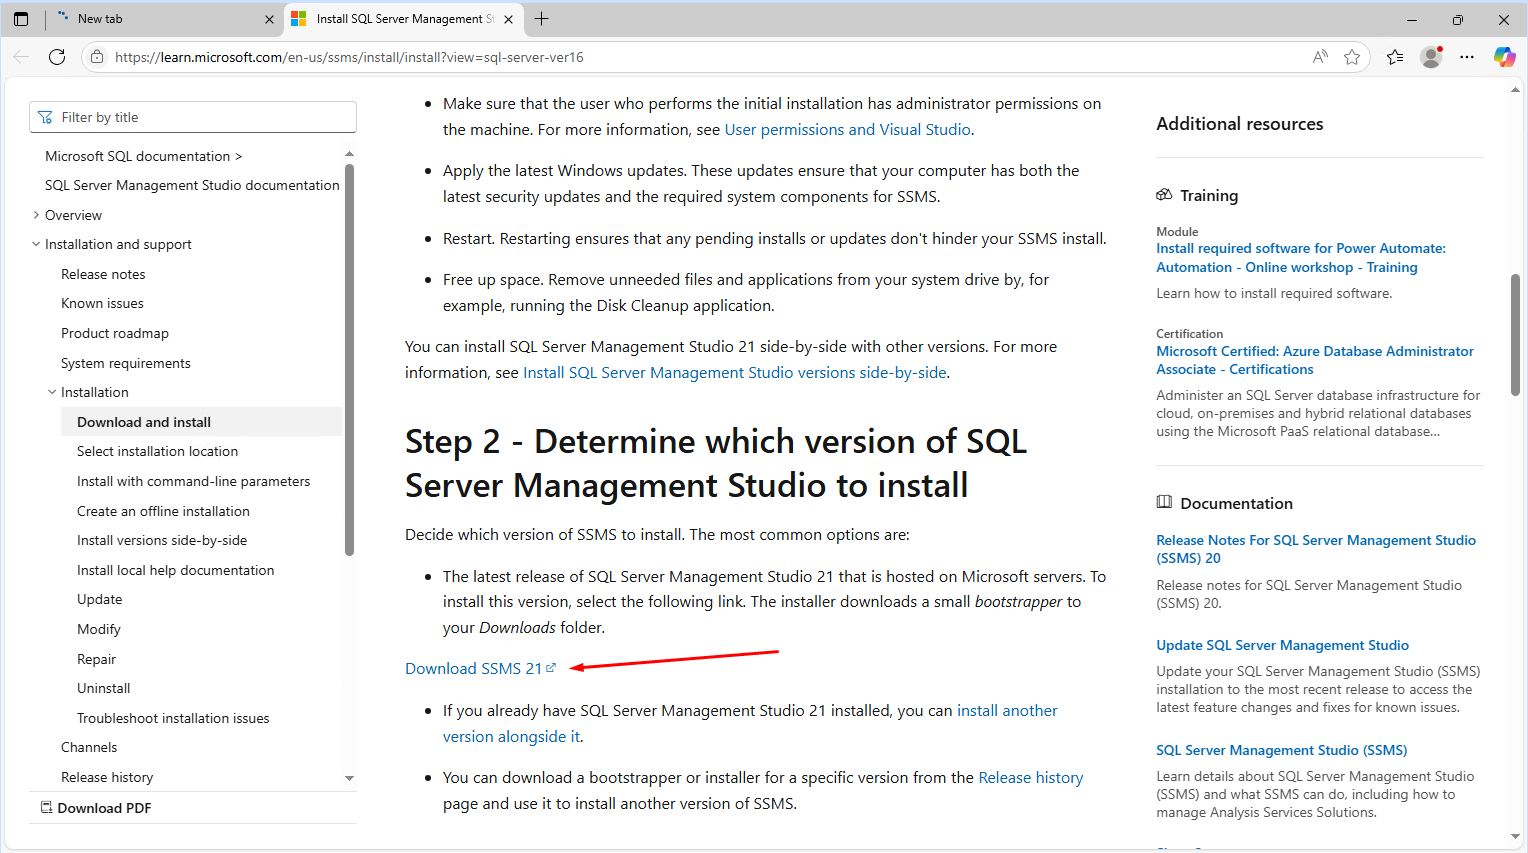 New tab
Install SQL Server Management St
https://learn.microsoft.com/en-us/ssms/install/install?view=sql-server-ver16
Filter by title
Microsoft SQL documentation >
SQL Server Management Studio documentation
Overview
Installation and support
Release notes
Known issues
Product roadmap
System requirements
Installation
Download and install
Select installation location
Install with command-line parameters
Create an offline installation
Install versions side-by-side
Install local help documentation
Update
Modify
Repair
Uninstall
Troubleshoot installation issues
Channels
Release history
Download PDF
• Make sure that the user who performs the initial installation has administrator permissions on
the machine. For more information, see User permissions and Visual Studio.
• Apply the latest Windows updates. These updates ensure that your computer has both the
latest security updates and the required system components for SSMS.
• Restart. Restarting ensures that any pending installs or updates don't hinder your SSMS install.
• Free up space. Remove unneeded files and applications from your system drive by, for
example, running the Disk Cleanup application.
You can install SQL Server Management Studio 21 side-by-side with other versions. For more
information, see Install SQL Server Management Studio versions side-by-side.
Step 2 - Determine which version of SQL
Server Management Studio to install
Decide which version of SSMS to install. The most common options are:
• The latest release of SQL Server Management Studio 21 that is hosted on Microsoft servers. To
install this version, select the following link. The installer downloads a small bootstrapper to
your Downloads folder.
Download SSMS 21
• If you already have SQL Server Management Studio 21 installed, you can install another
version alongside it.
• You can download a bootstrapper or installer for a specific version from the Release history
page and use it to install another version of SSMS.
Additional resources
Training
Module
Install required software for Power Automate:
Automation - Online workshop - Training
Learn how to install required software.
Certification
Microsoft Certified: Azure Database Administrator
Associate - Certifications
Administer an SQL Server database infrastructure for
cloud, on-premises and hybrid relational databases
using the Microsoft PaaS relational database...
Documentation
Release Notes For SQL Server Management Studio
(SSMS) 20
Release notes for SQL Server Management Studio
(SSMS) 20.
Update SQL Server Management Studio
Update your SQL Server Management Studio (SSMS)
installation to the most recent release to access the
latest feature changes and fixes for known issues.
SQL Server Management Studio (SSMS)
Learn details about SQL Server Management Studio
(SSMS) and what SSMS can do, including how to
manage Analysis Services Solutions.